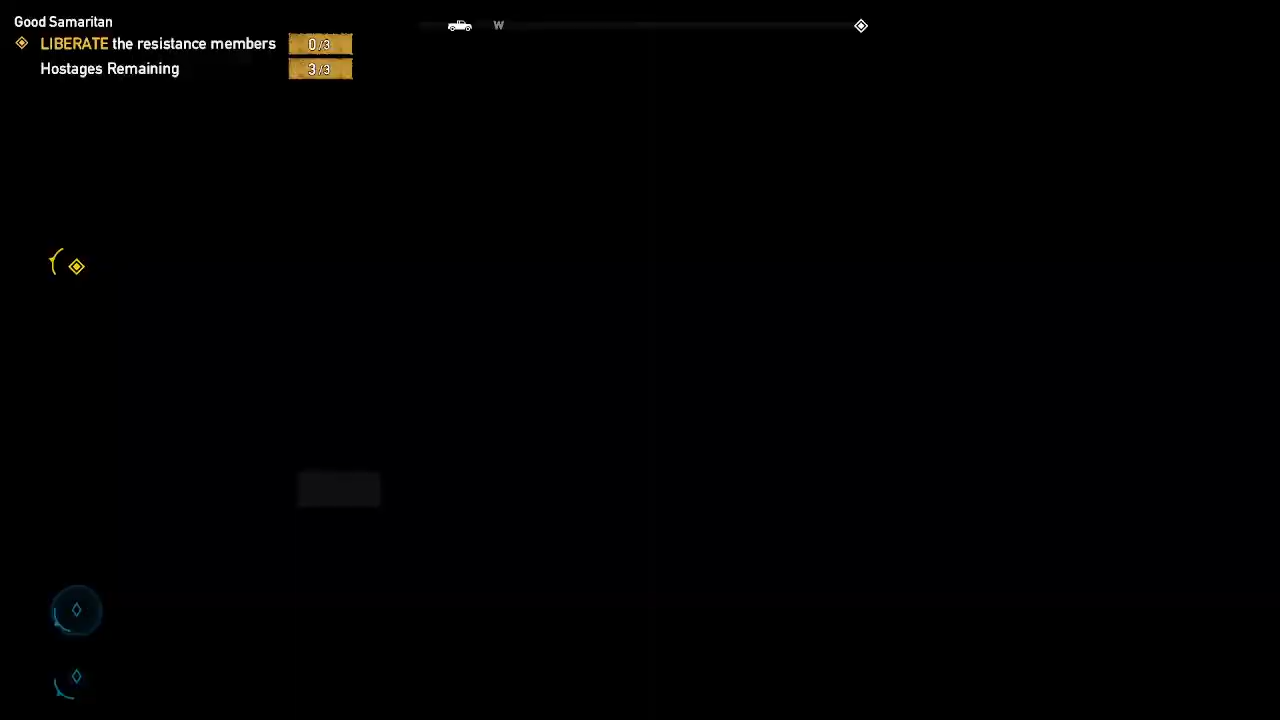 Good Samaritan
W
LIBERATE the resistance members 0/3
Hostages Remaining 3/3